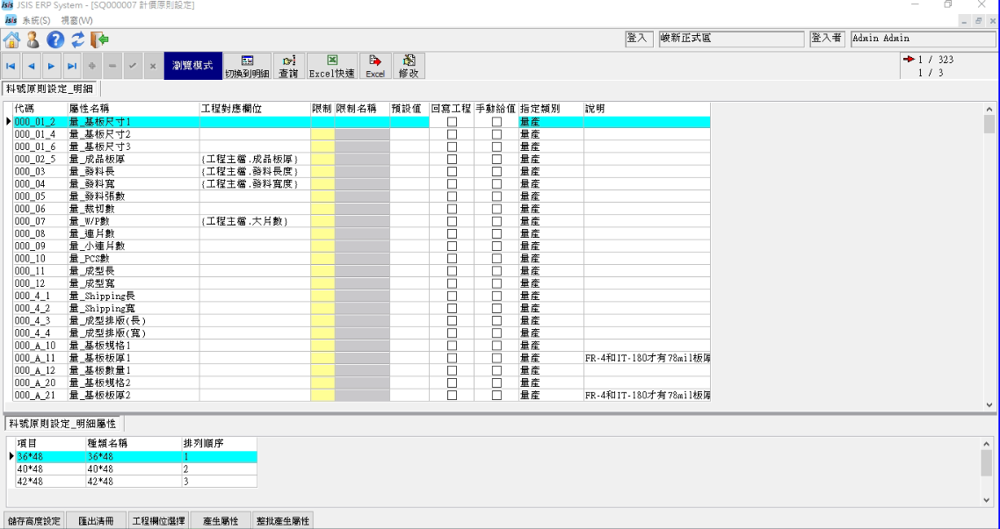 JSIS ERP System - [SQ000007 計價原則設定]
系統(S) 視窗(W)
登入 峻新正式區 登入者 Admin Admin
瀏覽模式 切換到明細 查詢 Excel快速 Excel 修改
1 / 323
1 / 3
料號原則設定_明細
代碼 屬性名稱 工程對應欄位 限制 限制名稱 預設值 回寫工程 手動給值 指定類別 說明
000_01_2 量_基板尺寸1 量產
000_01_4 量_基板尺寸2 量產
000_01_6 量_基板尺寸3 量產
000_02_5 量_成品板厚 {工程主檔.成品板厚} 量產
000_03 量_發料長 {工程主檔.發料長度} 量產
000_04 量_發料寬 {工程主檔.發料寬度} 量產
000_05 量_發料張數 量產
000_06 量_裁切數 量產
000_07 量_W/P數 {工程主檔.大片數} 量產
000_08 量_連片數 量產
000_09 量_小連片數 量產
000_10 量_PCS數 量產
000_11 量_成型長 量產
000_12 量_成型寬 量產
000_4_1 量_Shipping長 量產
000_4_2 量_Shipping寬 量產
000_4_3 量_成型排版(長) 量產
000_4_4 量_成型排版(寬) 量產
000_A_10 量_基板規格1 量產
000_A_11 量_基板板厚1 量產 FR-4和IT-180才有78mil板厚
000_A_12 量_基板數量1 量產
000_A_20 量_基板規格2 量產
000_A_21 量_基板板厚2 量產 FR-4和IT-180才有78mil板厚
料號原則設定_明細屬性
項目 種類名稱 排列順序
36*48 36*48 1
40*48 40*48 2
42*48 42*48 3
儲存高度設定 匯出清冊 工程欄位選擇 產生屬性 整批產生屬性